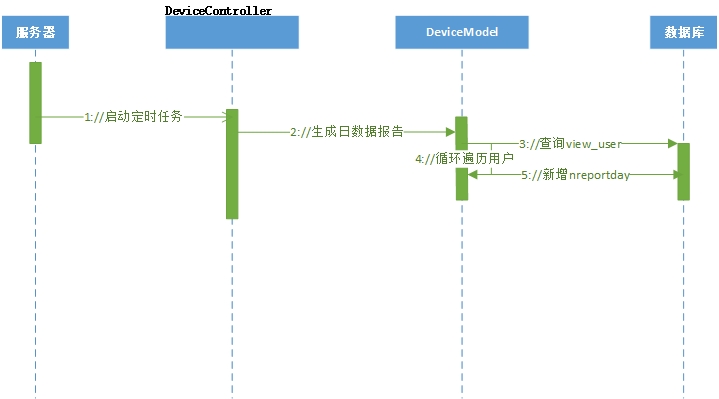 DeviceController
服务器
DeviceModel
数据库
1://启动定时任务
2://生成日数据报告
3://查询view_user
4://循环遍历用户
5://新增nreportday